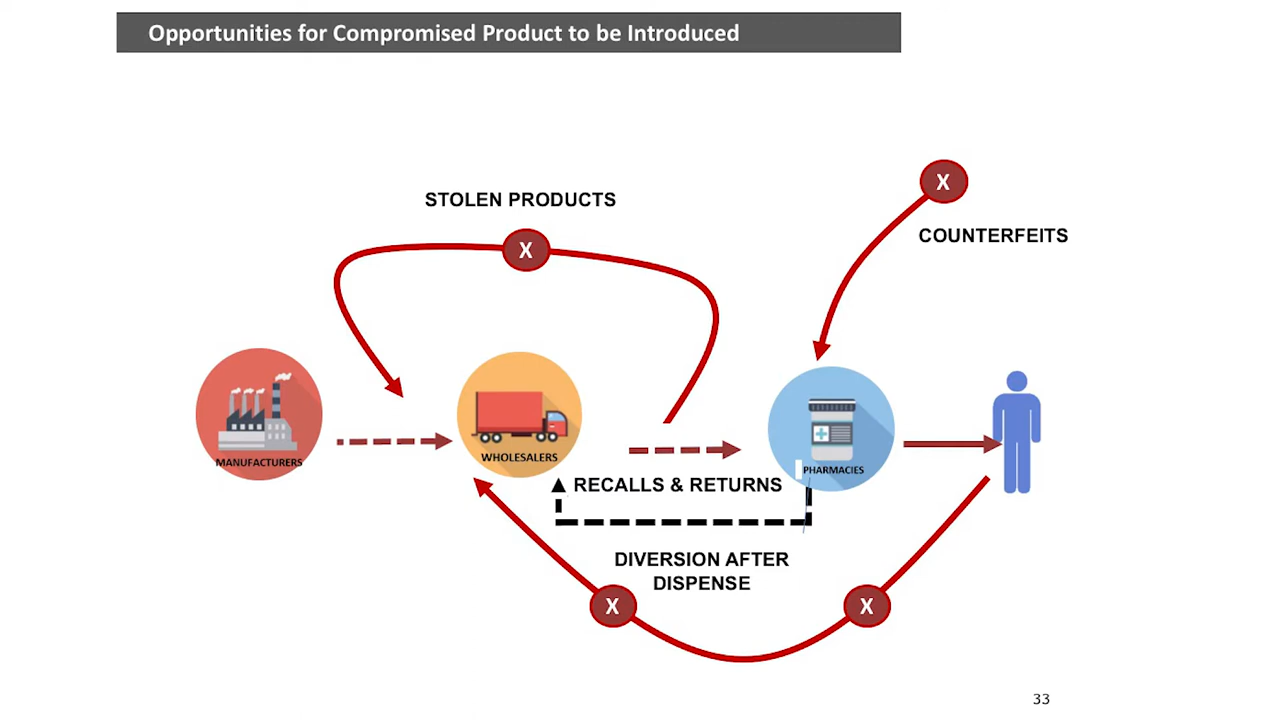 Opportunities for Compromised Product to be Introduced
X
STOLEN PRODUCTS
COUNTERFEITS
X
MANUFACTURERS
WHOLESALERS
PHARMACIES
RECALLS & RETURNS
DIVERSION AFTER
DISPENSE
X
X
33